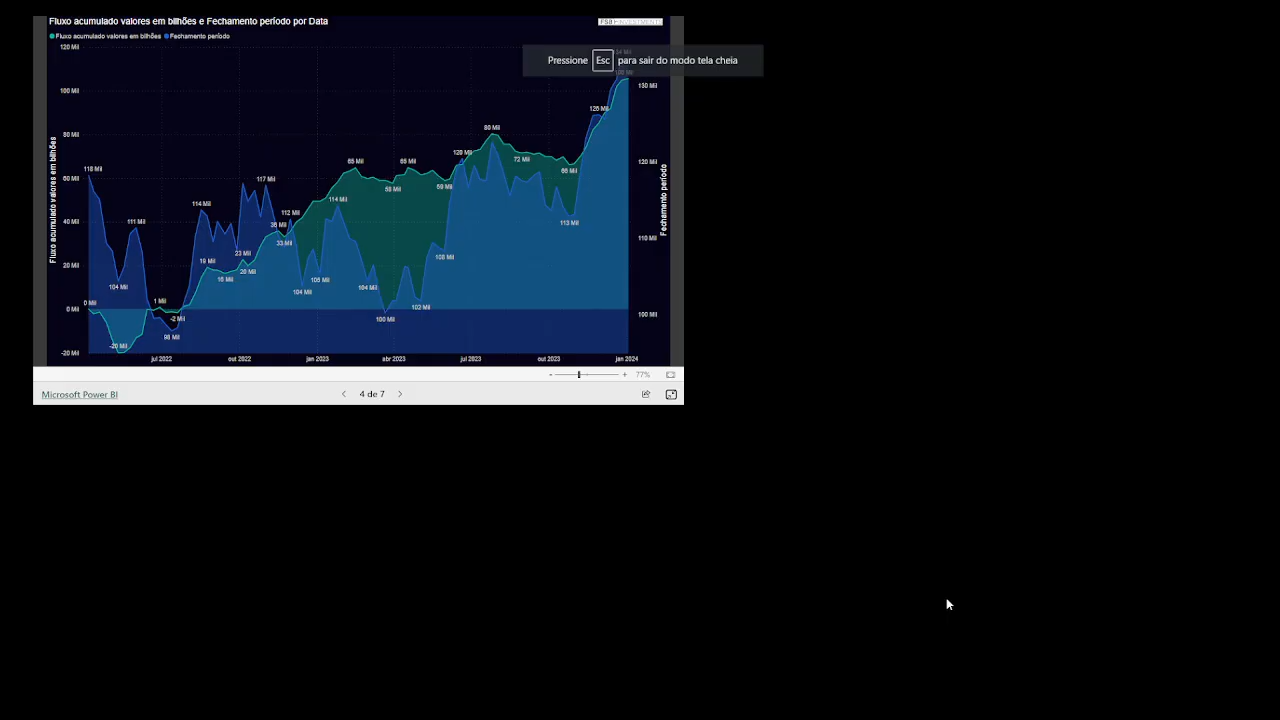 Fluxo acumulado valores em bilhões e Fechamento período por Data
Fluxo acumulado valores em bilhões Fechamento período
Pressione Esc para sair do modo tela cheia
120 Mil
100 Mil
80 Mil
60 Mil
40 Mil
20 Mil
0 Mil
-20 Mil
Fluxo acumulado valores em bilhões
118 Mil
0 Mil
104 Mil
-20 Mil
111 Mil
1 Mil
-2 Mil
98 Mil
114 Mil
19 Mil
16 Mil
23 Mil
20 Mil
117 Mil
36 Mil
33 Mil
112 Mil
104 Mil
106 Mil
114 Mil
65 Mil
104 Mil
100 Mil
58 Mil
65 Mil
103 Mil
108 Mil
59 Mil
120 Mil
80 Mil
72 Mil
66 Mil
113 Mil
126 Mil
130 Mil
120 Mil
110 Mil
100 Mil
Fechamento período
jul 2022 out 2022 jan 2023 abr 2023 jul 2023 out 2023 jan 2024
- + 77%
Microsoft Power BI 4 de 7